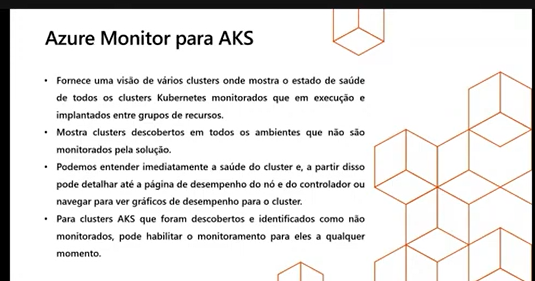 Azure Monitor para AKS
• Fornece uma visão de vários clusters onde mostra o estado de saúde
de todos os clusters Kubernetes monitorados que em execução e
implantados entre grupos de recursos.
• Mostra clusters descobertos em todos os ambientes que não são
monitorados pela solução.
• Podemos entender imediatamente a saúde do cluster e, a partir disso
pode detalhar até a página de desempenho do nó e do controlador ou
navegar para ver gráficos de desempenho para o cluster.
• Para clusters AKS que foram descobertos e identificados como não
monitorados, pode habilitar o monitoramento para eles a qualquer
momento.